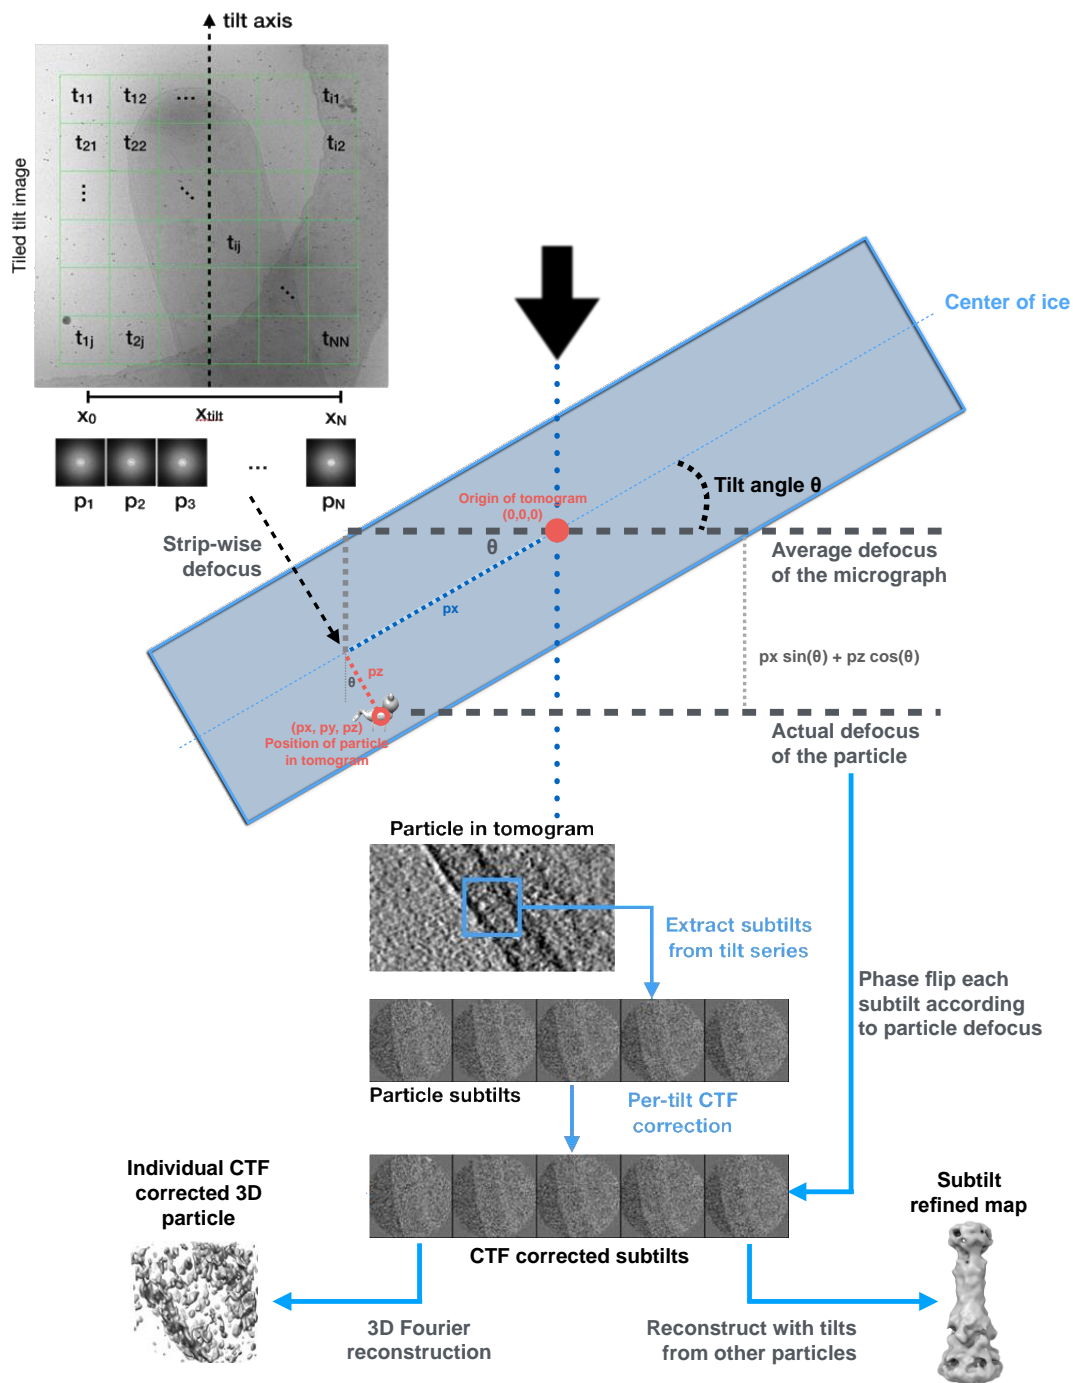 tilt axis
Tiled tilt image
t11 t12 ... ti1
t21 t22 ti2
⋮ ⋱
tij
⋱
t1j t2j tNN
x0 xtilt xN
...
p1 p2 p3 pN
Strip-wise
defocus
Center of ice
Tilt angle θ
Origin of tomogram
(0,0,0)
θ
Average defocus
of the micrograph
px
px sin(θ) + pz cos(θ)
pz
θ
(px, py, pz)
Position of particle
in tomogram
Actual defocus
of the particle
Particle in tomogram
Extract subtilts
from tilt series
Phase flip each
subtilt according
to particle defocus
Particle subtilts
Per-tilt CTF
correction
Individual CTF
corrected 3D
particle
Subtilt
refined map
CTF corrected subtilts
3D Fourier
reconstruction
Reconstruct with tilts
from other particles